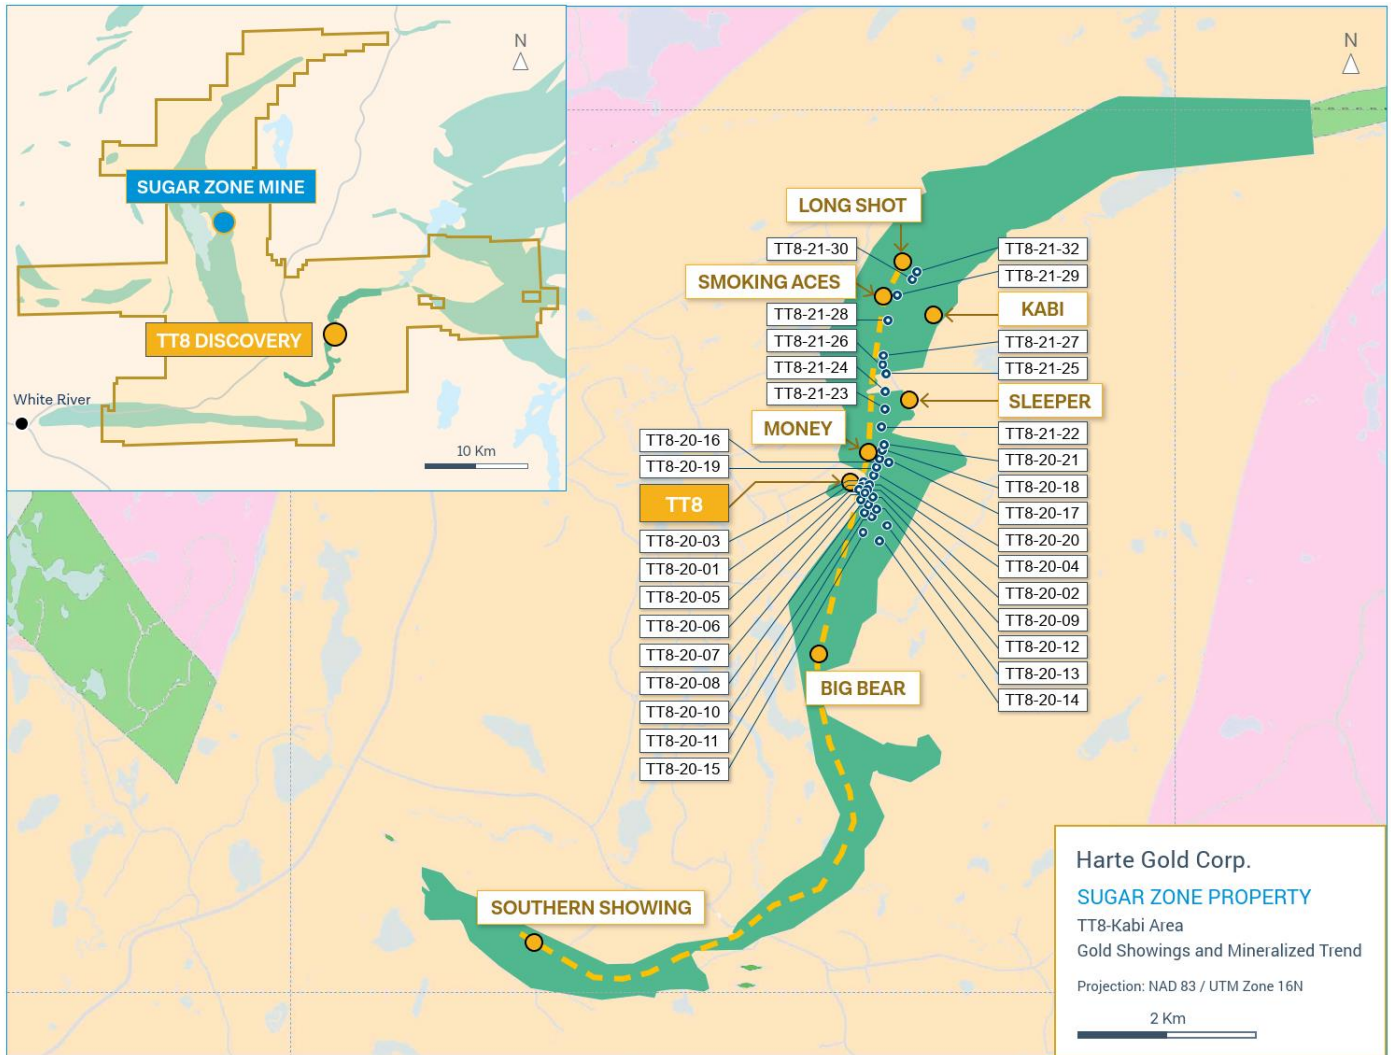 N
SUGAR ZONE MINE
TT8 DISCOVERY
White River
10 Km
N
LONG SHOT
TT8-21-30
TT8-21-32
SMOKING ACES
TT8-21-29
TT8-21-28
KABI
TT8-21-26
TT8-21-27
TT8-21-24
TT8-21-25
TT8-21-23
SLEEPER
MONEY
TT8-21-22
TT8-20-16
TT8-20-21
TT8-20-19
TT8-20-18
TT8
TT8-20-17
TT8-20-03
TT8-20-20
TT8-20-01
TT8-20-04
TT8-20-05
TT8-20-02
TT8-20-06
TT8-20-09
TT8-20-07
TT8-20-12
TT8-20-08
TT8-20-13
TT8-20-10
TT8-20-14
TT8-20-11
TT8-20-15
BIG BEAR
SOUTHERN SHOWING
Harte Gold Corp.
SUGAR ZONE PROPERTY
TT8-Kabi Area
Gold Showings and Mineralized Trend
Projection: NAD 83 / UTM Zone 16N
2 Km